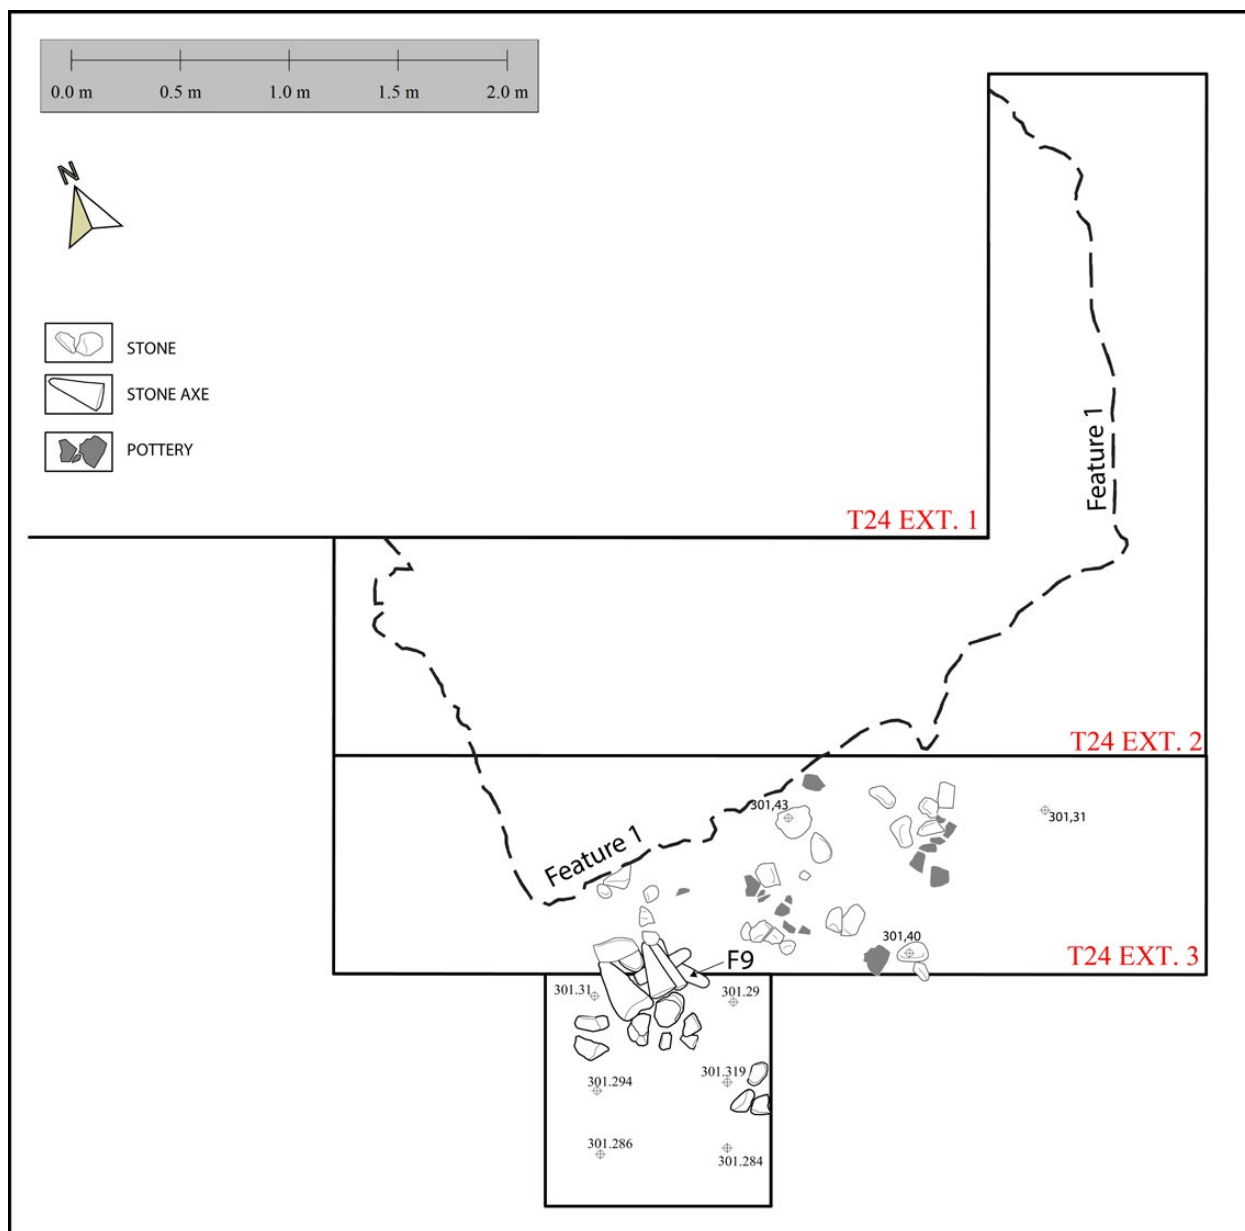 0.0 m 0.5 m 1.0 m 1.5 m 2.0 m
N
STONE
STONE AXE
POTTERY
Feature 1
T24 EXT. 1
T24 EXT. 2
301,43
301,31
Feature 1
301,40
T24 EXT. 3
F9
301.31
301.29
301.294
301.319
301.286
301.284